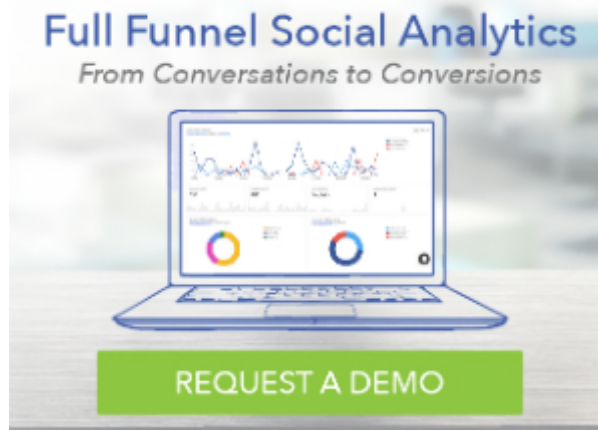 Full Funnel Social Analytics
From Conversations to Conversions
REQUEST A DEMO